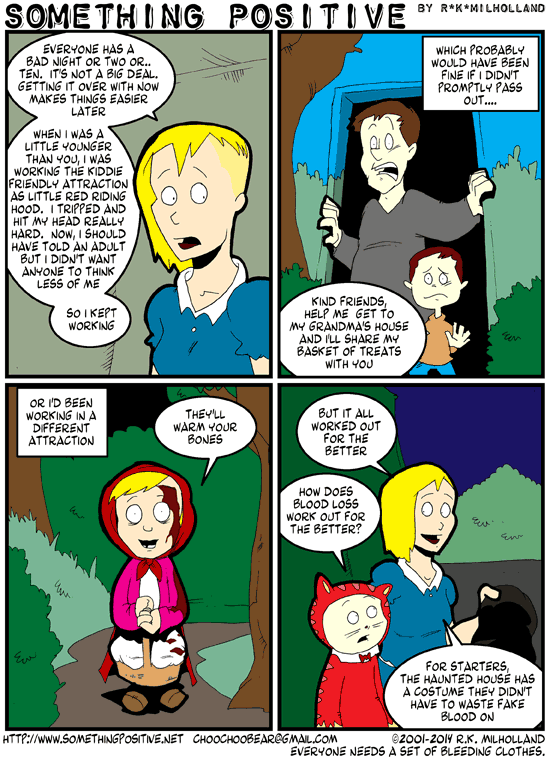 SOMETHING POSITIVE BY R*K*MILHOLLAND
EVERYONE HAS A
BAD NIGHT OR TWO OR..
TEN. IT'S NOT A BIG DEAL.
GETTING IT OVER WITH NOW
MAKES THINGS EASIER
LATER
WHEN I WAS A
LITTLE YOUNGER
THAN YOU, I WAS
WORKING THE KIDDIE
FRIENDLY ATTRACTION
AS LITTLE RED RIDING
HOOD. I TRIPPED AND
HIT MY HEAD REALLY
HARD. NOW, I SHOULD
HAVE TOLD AN ADULT
BUT I DIDN'T WANT
ANYONE TO THINK
LESS OF ME
SO I KEPT
WORKING
WHICH PROBABLY
WOULD HAVE BEEN
FINE IF I DIDN'T
PROMPTLY PASS
OUT....
KIND FRIENDS,
HELP ME GET TO
MY GRANDMA'S HOUSE
AND I'LL SHARE MY
BASKET OF TREATS
WITH YOU
OR I'D BEEN
WORKING IN A
DIFFERENT
ATTRACTION
THEY'LL
WARM YOUR
BONES
BUT IT ALL
WORKED OUT
FOR THE
BETTER
HOW DOES
BLOOD LOSS
WORK OUT FOR
THE BETTER?
FOR STARTERS,
THE HAUNTED HOUSE HAS
A COSTUME THEY DIDN'T
HAVE TO WASTE FAKE
BLOOD ON
HTTP://WWW.SOMETHINGPOSITIVE.NET CHOOCHOOBEAR@GMAIL.COM ©2001-2014 R.K. MILHOLLAND
EVERYONE NEEDS A SET OF BLEEDING CLOTHES.